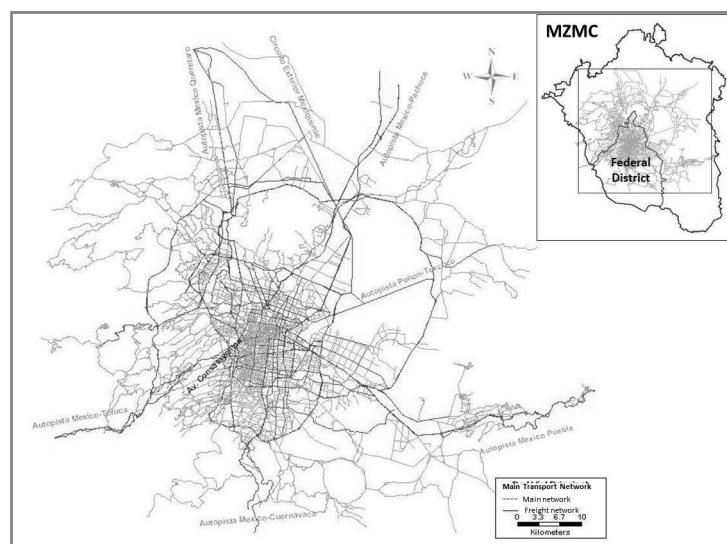 MZMC
Federal
District
N
W E
S
Autopista Mexico Queretaro
Circuito Exterior Mexiquense
Autopista Mexico-Pachuca
Autopista Peñon-Texcoco
Av. Constituyentes
Autopista Mexico-Toluca
Autopista Mexico Puebla
Autopista Mexico-Cuornavaca
Main Transport Network
Main network
Freight network
0 3.3 6.7 10
Kilometers